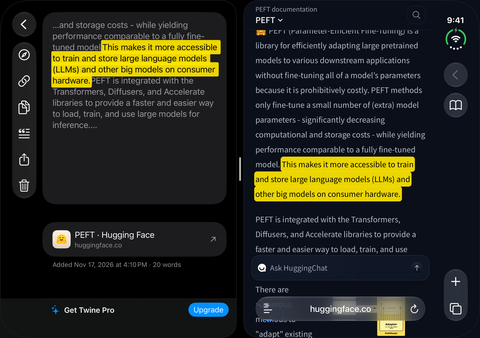 ...and storage costs - while yielding
performance comparable to a fully fine-
tuned model. This makes it more accessible
to train and store large language models
(LLMs) and other big models on consumer
hardware. PEFT is integrated with the
Transformers, Diffusers, and Accelerate
libraries to provide a faster and easier way
to load, train, and use large models for
inference....
PEFT - Hugging Face
huggingface.co
Added Nov 17, 2026 at 4:10 PM · 20 words
Get Twine Pro
Upgrade
PEFT documentation
PEFT
9:41
PEFT (Parameter-Efficient Fine-Tuning) is a
library for efficiently adapting large pretrained
models to various downstream applications
without fine-tuning all of a model's parameters
because it is prohibitively costly. PEFT methods
only fine-tune a small number of (extra) model
parameters - significantly decreasing
computational and storage costs - while yielding
performance comparable to a fully fine-tuned
model. This makes it more accessible to train
and store large language models (LLMs) and
other big models on consumer hardware.
PEFT is integrated with the Transformers,
Diffusers, and Accelerate libraries to provide a
faster and easier way to load, train, and use
Ask HuggingChat
There are
huggingface.co
"adapt" existing